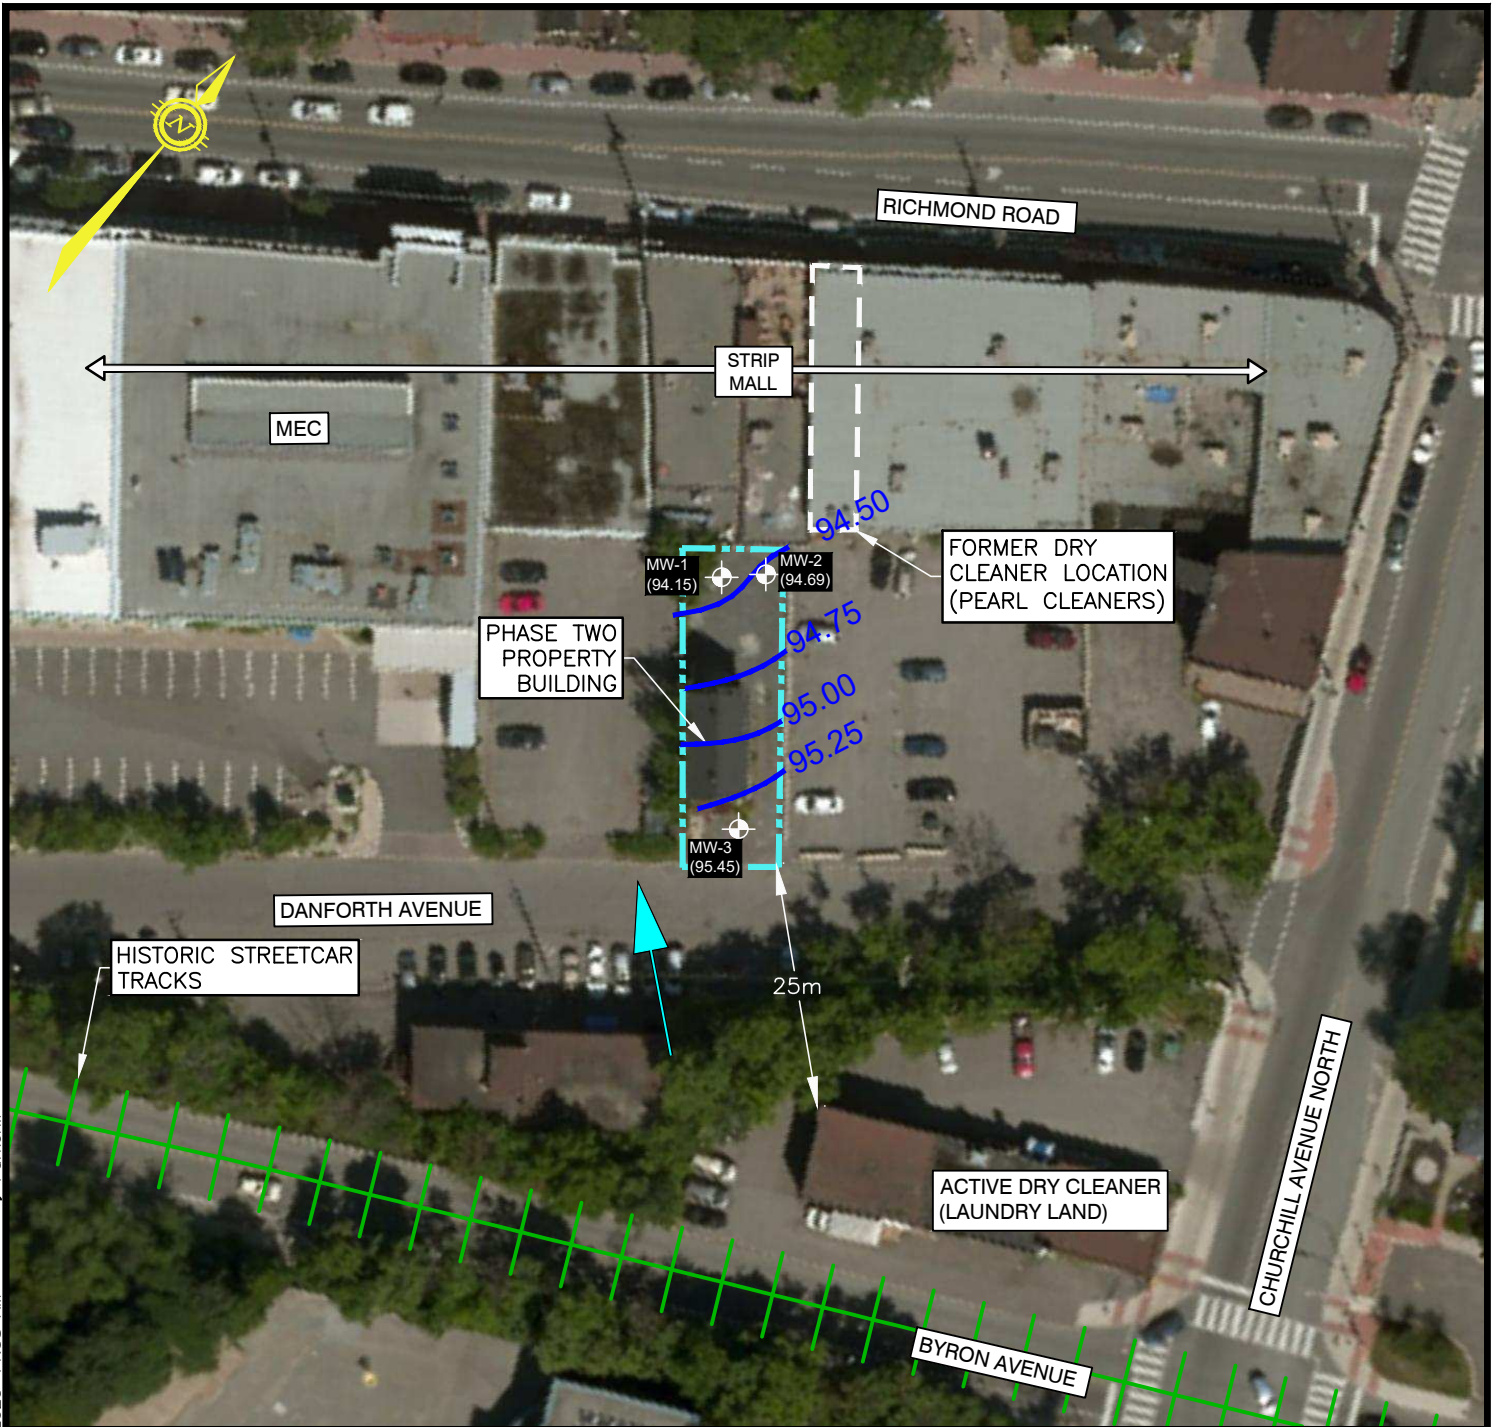 N
RICHMOND ROAD
STRIP
MALL
MEC
94.50
FORMER DRY
CLEANER LOCATION
(PEARL CLEANERS)
MW-1
(94.15)
MW-2
(94.69)
94.75
PHASE TWO
PROPERTY
BUILDING
95.00
95.25
MW-3
(95.45)
DANFORTH AVENUE
HISTORIC STREETCAR
TRACKS
25m
ACTIVE DRY CLEANER
(LAUNDRY LAND)
CHURCHILL AVENUE NORTH
BYRON AVENUE